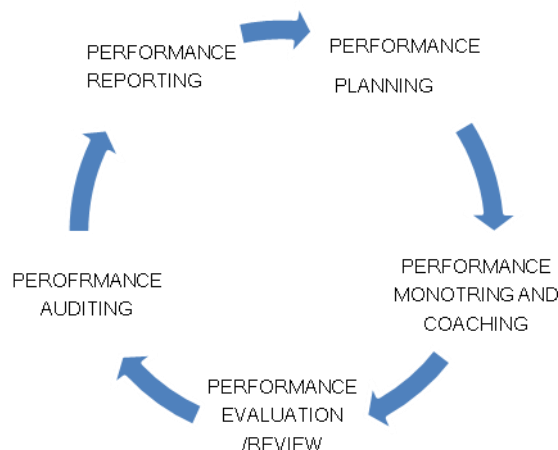 PERFORMANCE
REPORTING
PERFORMANCE
PLANNING
PERFORMANCE
MONOTRING AND
COACHING
PERFORMANCE
EVALUATION
/REVIEW
PEROFRMANCE
AUDITING